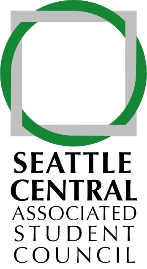 SEATTLE
CENTRAL
ASSOCIATED
STUDENT
COUNCIL